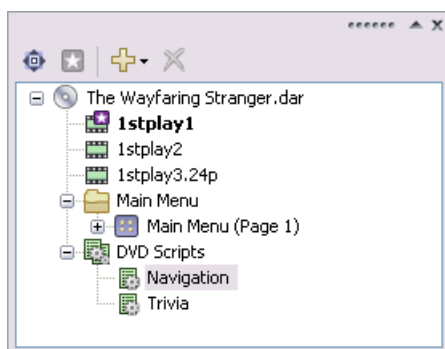 The Wayfaring Stranger.dar
1stplay1
1stplay2
1stplay3.24p
Main Menu
Main Menu (Page 1)
DVD Scripts
Navigation
Trivia